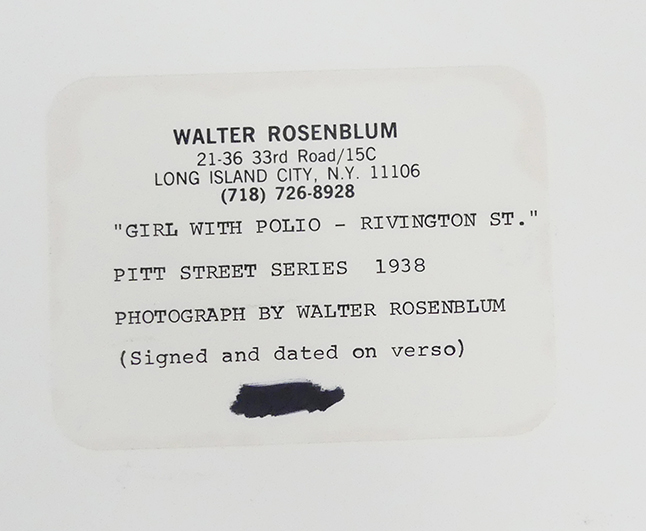 WALTER ROSENBLUM
21-36 33rd Road/15C
LONG ISLAND CITY, N.Y. 11106
(718) 726-8928
"GIRL WITH POLIO - RIVINGTON ST."
PITT STREET SERIES 1938
PHOTOGRAPH BY WALTER ROSENBLUM
(Signed and dated on verso)